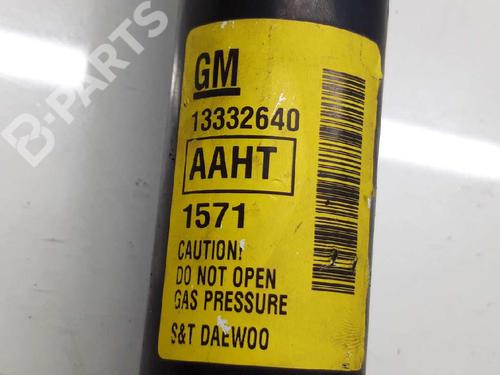 B-PARTS
GM
13332640
AAHT
1571
CAUTION!
DO NOT OPEN
GAS PRESSURE
S&T DAEWOO